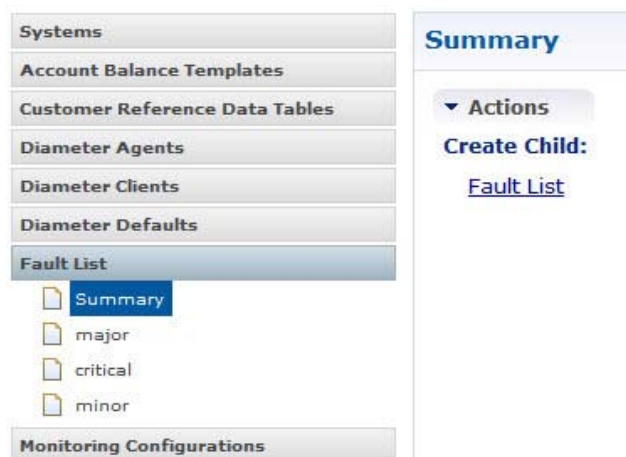 Systems
Account Balance Templates
Customer Reference Data Tables
Diameter Agents
Diameter Clients
Diameter Defaults
Fault List
Summary
major
critical
minor
Monitoring Configurations
Summary
Actions
Create Child:
Fault List